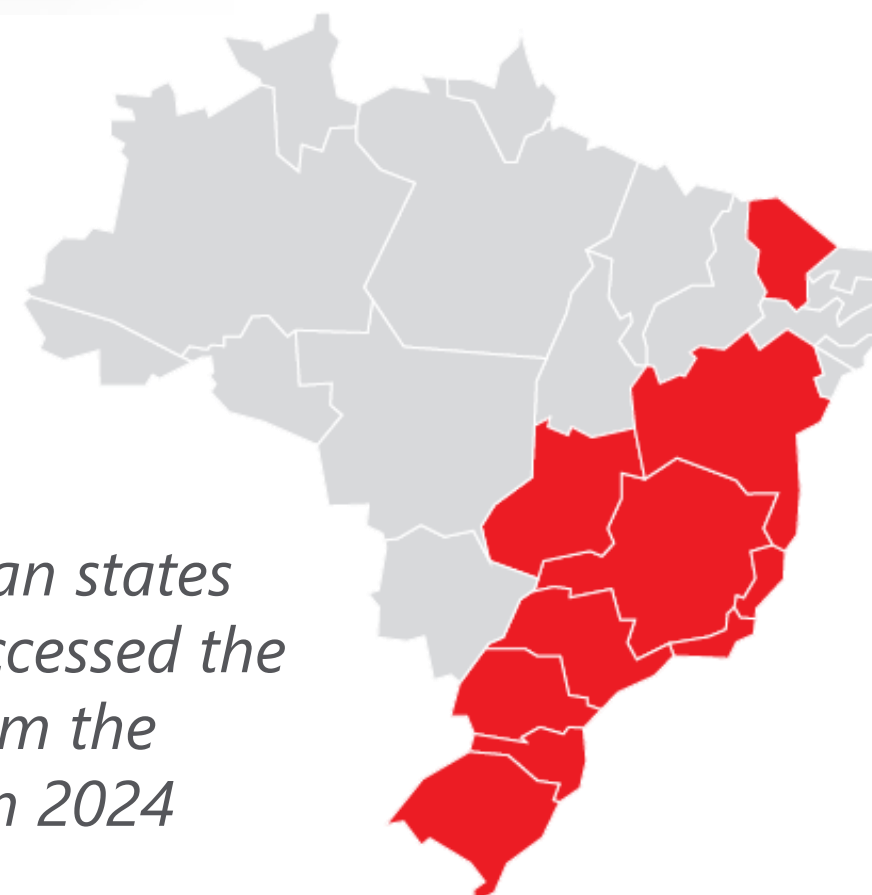 an states
ccessed the
m the
n 2024